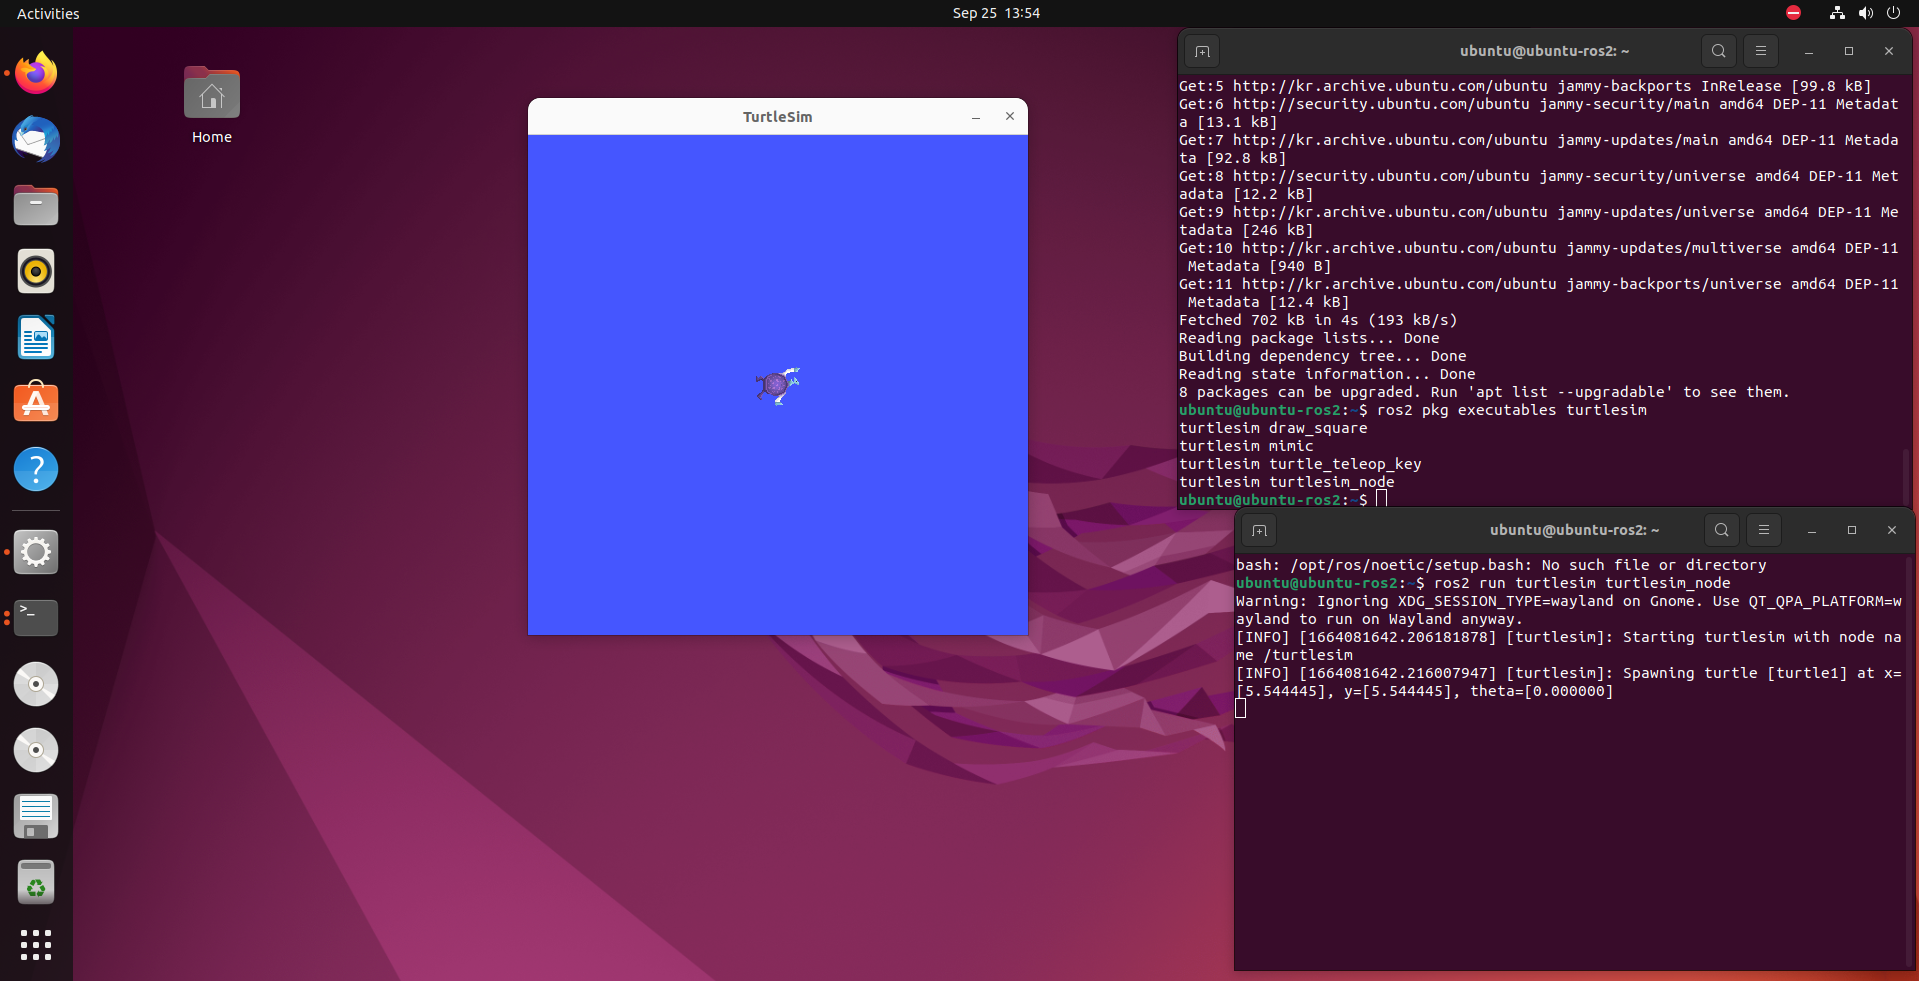 Activities
Sep 25 13:54
Home
TurtleSim
ubuntu@ubuntu-ros2: ~
Get:5 http://kr.archive.ubuntu.com/ubuntu jammy-backports InRelease [99.8 kB]
Get:6 http://security.ubuntu.com/ubuntu jammy-security/main amd64 DEP-11 Metadat
a [13.1 kB]
Get:7 http://kr.archive.ubuntu.com/ubuntu jammy-updates/main amd64 DEP-11 Metada
ta [92.8 kB]
Get:8 http://security.ubuntu.com/ubuntu jammy-security/universe amd64 DEP-11 Met
adata [12.2 kB]
Get:9 http://kr.archive.ubuntu.com/ubuntu jammy-updates/universe amd64 DEP-11 Me
tadata [246 kB]
Get:10 http://kr.archive.ubuntu.com/ubuntu jammy-updates/multiverse amd64 DEP-11
 Metadata [940 B]
Get:11 http://kr.archive.ubuntu.com/ubuntu jammy-backports/universe amd64 DEP-11
 Metadata [12.4 kB]
Fetched 702 kB in 4s (193 kB/s)
Reading package lists... Done
Building dependency tree... Done
Reading state information... Done
8 packages can be upgraded. Run 'apt list --upgradable' to see them.
ubuntu@ubuntu-ros2:~$ ros2 pkg executables turtlesim
turtlesim draw_square
turtlesim mimic
turtlesim turtle_teleop_key
turtlesim turtlesim_node
ubuntu@ubuntu-ros2:~$
ubuntu@ubuntu-ros2: ~
bash: /opt/ros/noetic/setup.bash: No such file or directory
ubuntu@ubuntu-ros2:~$ ros2 run turtlesim turtlesim_node
Warning: Ignoring XDG_SESSION_TYPE=wayland on Gnome. Use QT_QPA_PLATFORM=w
ayland to run on Wayland anyway.
[INFO] [1664081642.206181878] [turtlesim]: Starting turtlesim with node na
me /turtlesim
[INFO] [1664081642.216007947] [turtlesim]: Spawning turtle [turtle1] at x=
[5.544445], y=[5.544445], theta=[0.000000]